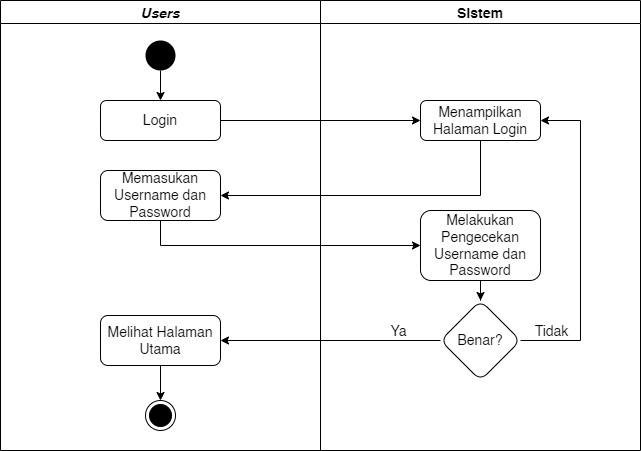 Users
Sistem
Login
Menampilkan
Halaman Login
Memasukan
Username dan
Password
Melakukan
Pengecekan
Username dan
Password
Melihat Halaman
Utama
Ya
Benar?
Tidak